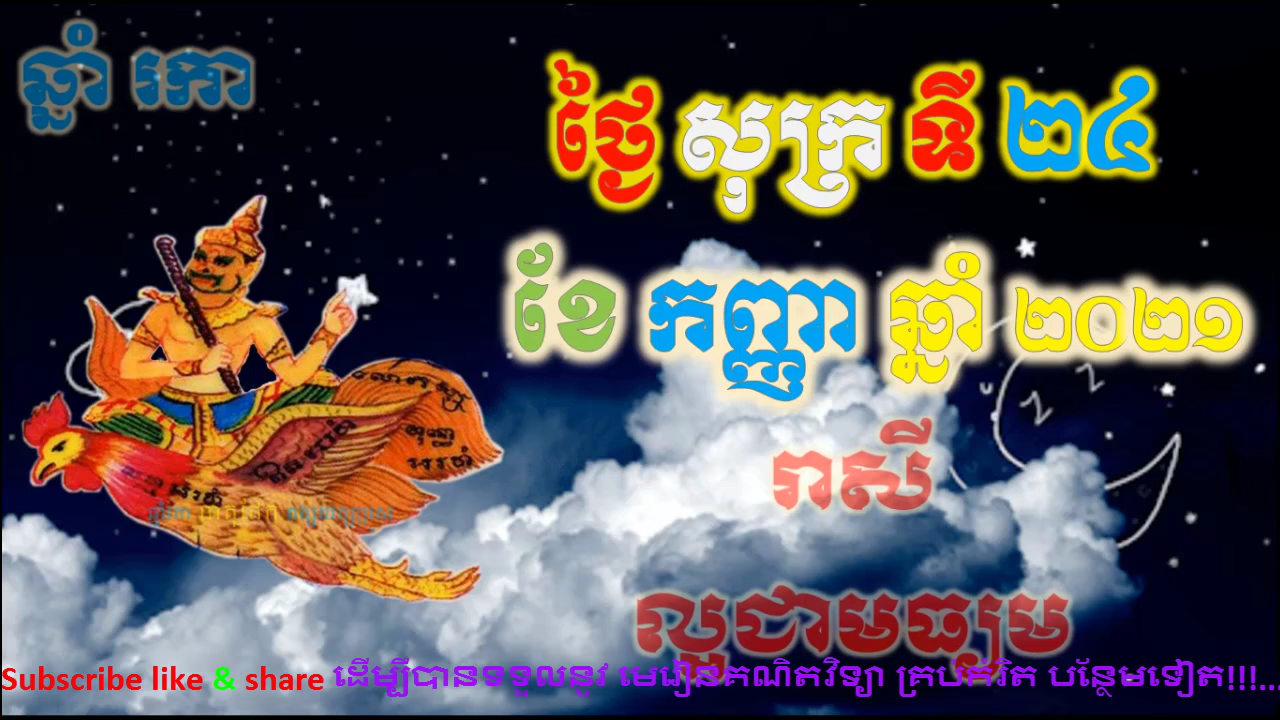 ឆ្នាំ រកា
ថ្ងៃ សុក្រ ទី ២៤
ខែ កញ្ញា ឆ្នាំ ២០២១
រាសី
ល្អជាមធ្យម
Subscribe like & share ដើម្បីបានទទួលនូវ មេរៀនគណិតវិទ្យា គ្រប់កំរិត បន្ថែមទៀត!!!...